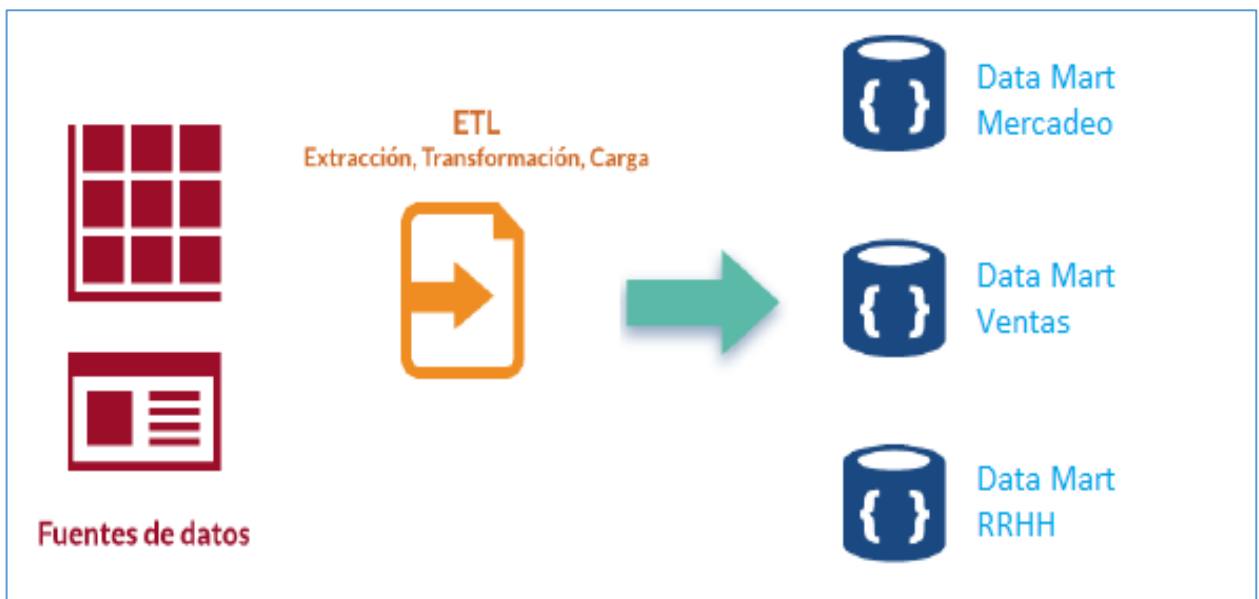 Fuentes de datos
ETL
Extracción, Transformación, Carga
{ } Data Mart
Mercadeo
{ } Data Mart
Ventas
{ } Data Mart
RRHH